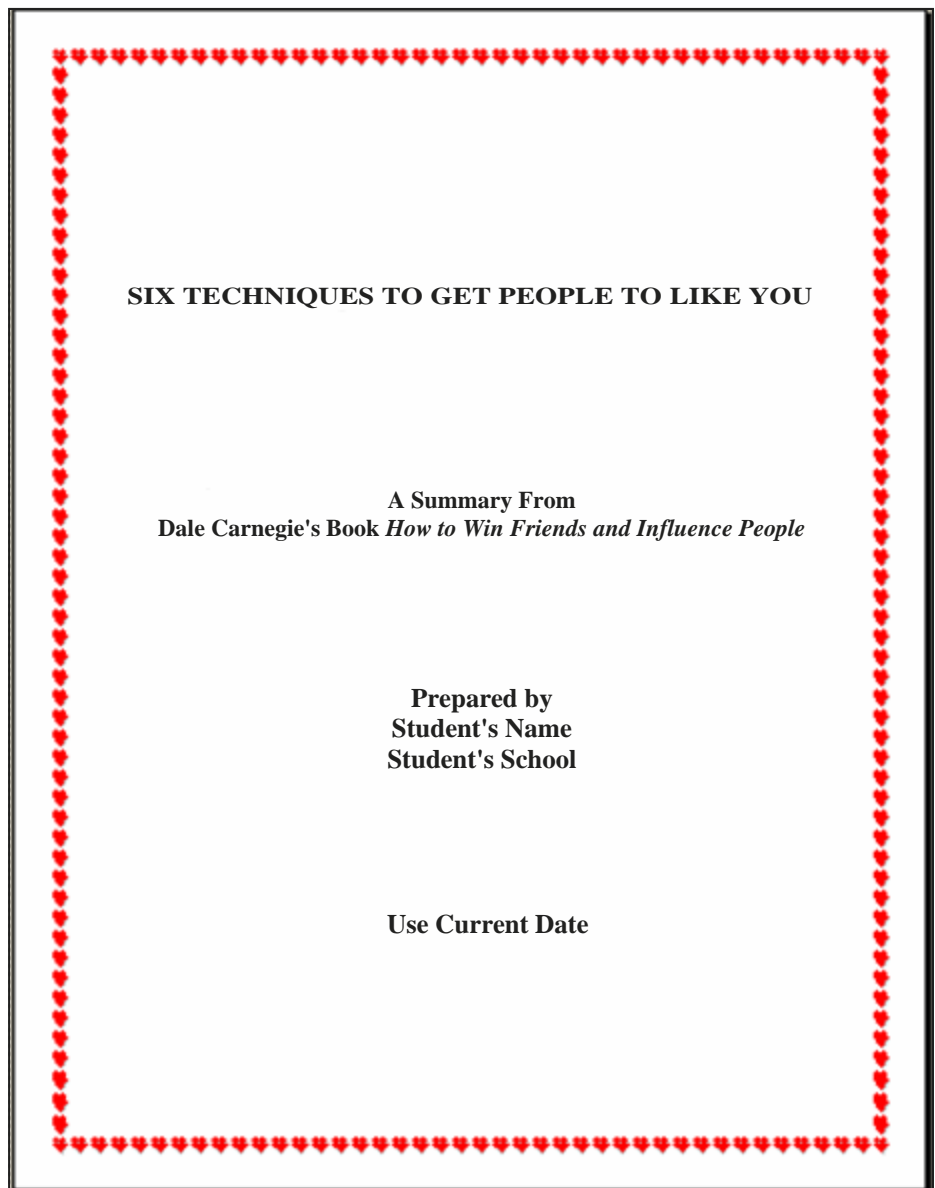 SIX TECHNIQUES TO GET PEOPLE TO LIKE YOU
A Summary From
Dale Carnegie's Book How to Win Friends and Influence People
Prepared by
Student's Name
Student's School
Use Current Date